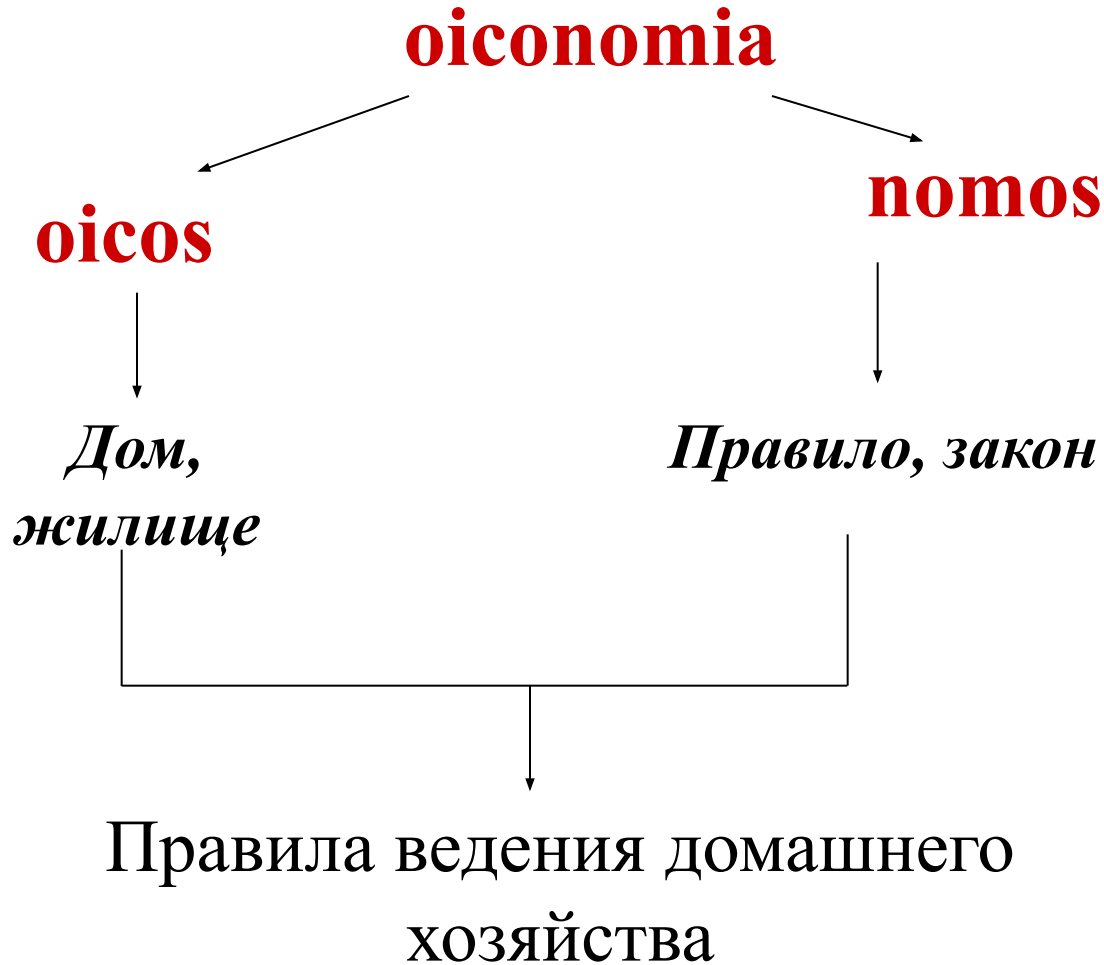 oiconomia
nomos
oicos
Дом,
жилище
Правило, закон
Правила ведения домашнего
хозяйства